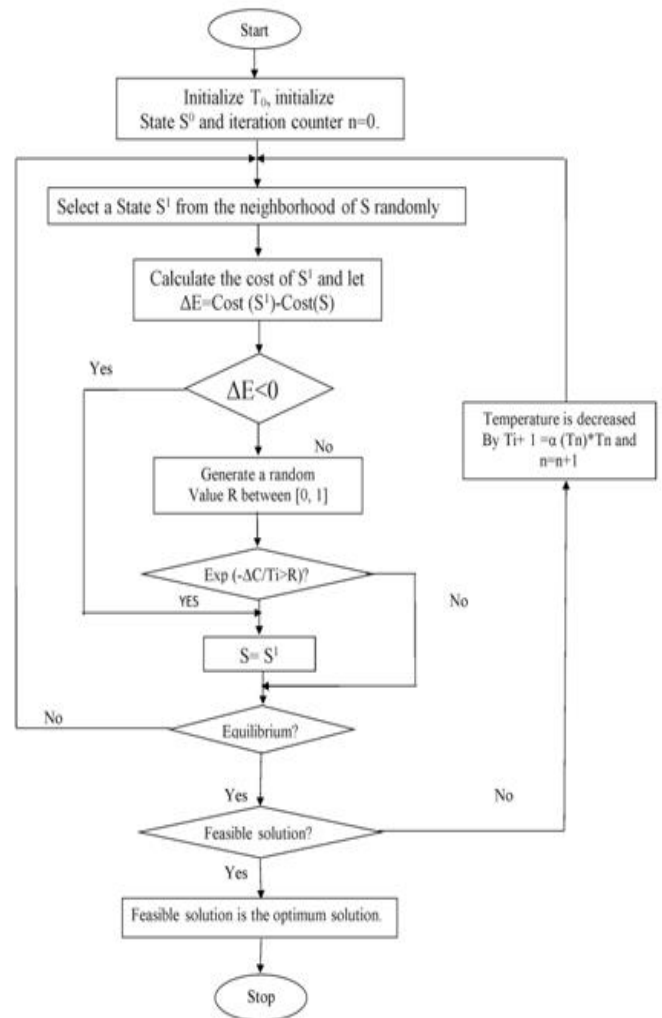 Start
Initialize T₀, initialize
State S⁰ and iteration counter n=0.
Select a State S¹ from the neighborhood of S randomly
Calculate the cost of S¹ and let
ΔE=Cost (S¹)-Cost(S)
Yes
ΔE<0
No
Temperature is decreased
By Ti+ 1 =α (Tn)*Tn and
n=n+1
Generate a random
Value R between [0, 1]
Exp (-ΔC/Ti>R)?
YES
No
S= S¹
No
Equilibrium?
Yes
No
Feasible solution?
Yes
Feasible solution is the optimum solution.
Stop